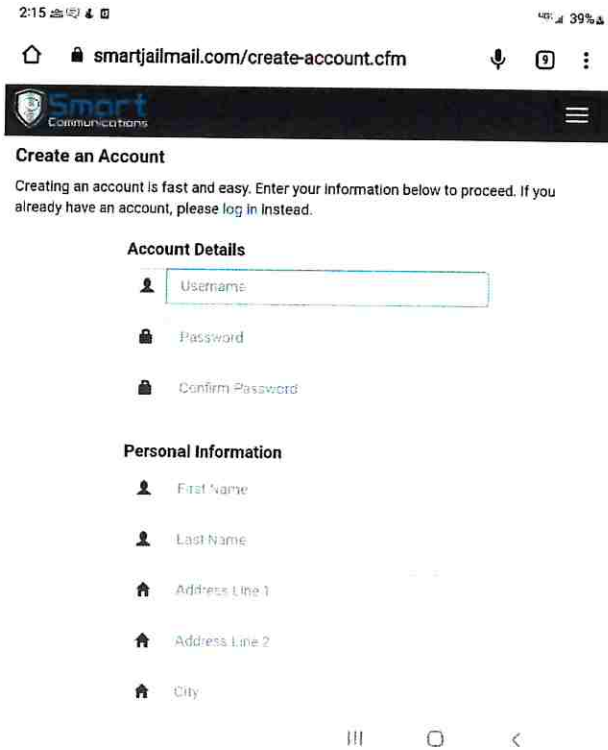 2:15
39%
smartjailmail.com/create-account.cfm
9
Smart
Communications
Create an Account
Creating an account is fast and easy. Enter your information below to proceed. If you
already have an account, please log in instead.
Account Details
Username
Password
Confirm Password
Personal Information
First Name
Last Name
Address Line 1
Address Line 2
City